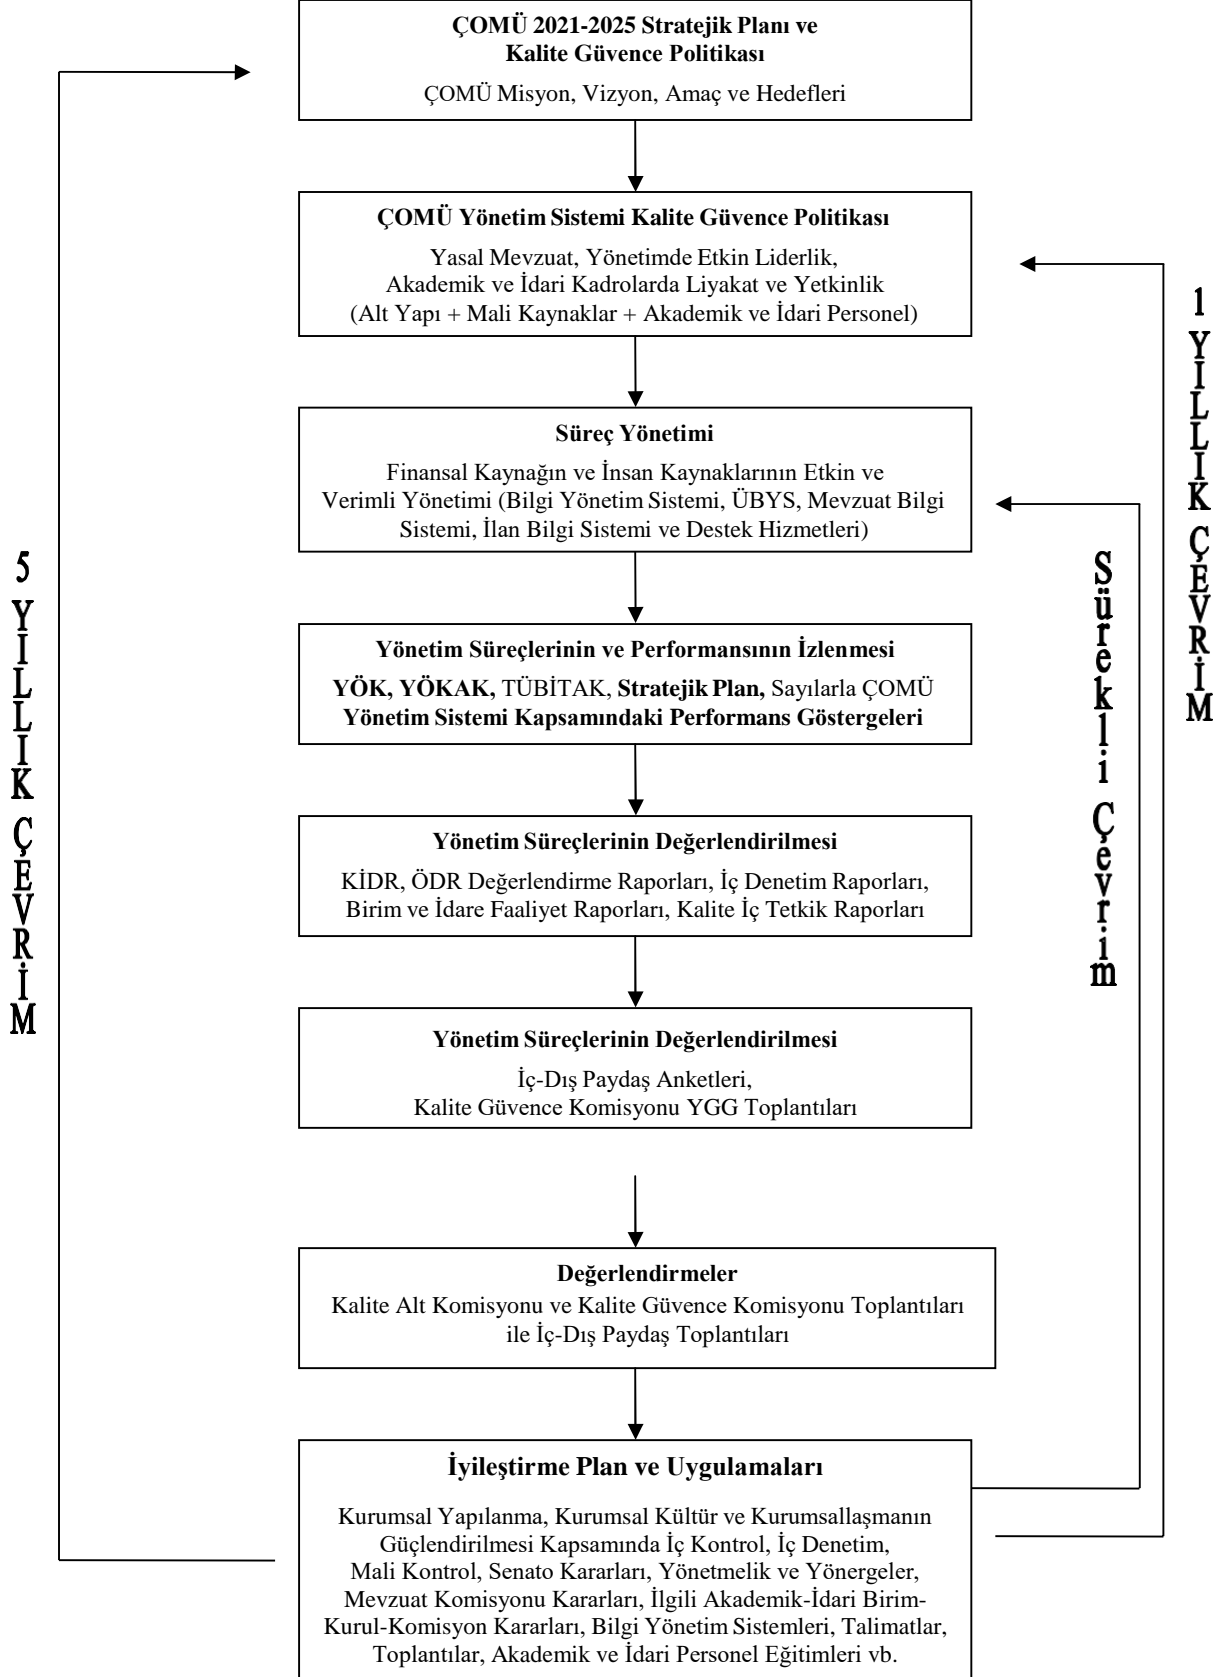 ÇOMÜ 2021-2025 Stratejik Planı ve
Kalite Güvence Politikası
ÇOMÜ Misyon, Vizyon, Amaç ve Hedefleri
ÇOMÜ Yönetim Sistemi Kalite Güvence Politikası
Yasal Mevzuat, Yönetimde Etkin Liderlik,
Akademik ve İdari Kadrolarda Liyakat ve Yetkinlik
(Alt Yapı + Mali Kaynaklar + Akademik ve İdari Personel)
Süreç Yönetimi
Finansal Kaynağın ve İnsan Kaynaklarının Etkin ve
Verimli Yönetimi (Bilgi Yönetim Sistemi, ÜBYS, Mevzuat Bilgi
Sistemi, İlan Bilgi Sistemi ve Destek Hizmetleri)
Yönetim Süreçlerinin ve Performansının İzlenmesi
YÖK, YÖKAK, TÜBİTAK, Stratejik Plan, Sayılarla ÇOMÜ
Yönetim Sistemi Kapsamındaki Performans Göstergeleri
Yönetim Süreçlerinin Değerlendirilmesi
KİDR, ÖDR Değerlendirme Raporları, İç Denetim Raporları,
Birim ve İdare Faaliyet Raporları, Kalite İç Tetkik Raporları
Yönetim Süreçlerinin Değerlendirilmesi
İç-Dış Paydaş Anketleri,
Kalite Güvence Komisyonu YGG Toplantıları
Değerlendirmeler
Kalite Alt Komisyonu ve Kalite Güvence Komisyonu Toplantıları
ile İç-Dış Paydaş Toplantıları
İyileştirme Plan ve Uygulamaları
Kurumsal Yapılanma, Kurumsal Kültür ve Kurumsallaşmanın
Güçlendirilmesi Kapsamında İç Kontrol, İç Denetim,
Mali Kontrol, Senato Kararları, Yönetmelik ve Yönergeler,
Mevzuat Komisyonu Kararları, İlgili Akademik-İdari Birim-
Kurul-Komisyon Kararları, Bilgi Yönetim Sistemleri, Talimatlar,
Toplantılar, Akademik ve İdari Personel Eğitimleri vb.
5 YILLIK ÇEVRİM
Sürekli Çevrim
1 YILLIK ÇEVRİM